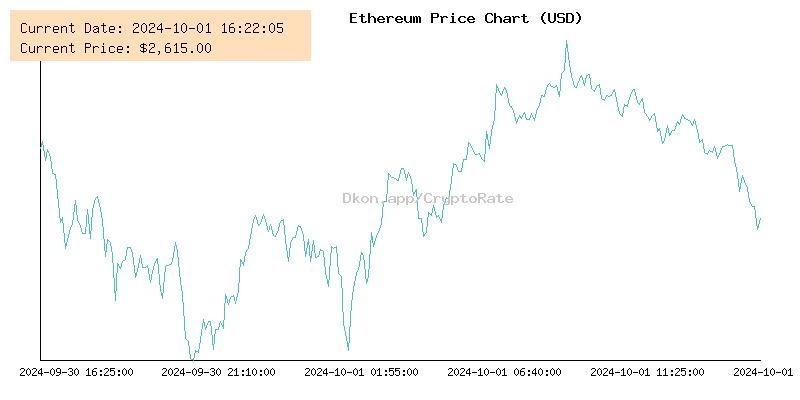 Ethereum Price Chart (USD)
Current Date: 2024-10-01 16:22:05
Current Price: $2,615.00
Dkon.app/CryptoRate
2024-09-30 16:25:00 2024-09-30 21:10:00 2024-10-01 01:55:00 2024-10-01 06:40:00 2024-10-01 11:25:00 2024-10-01